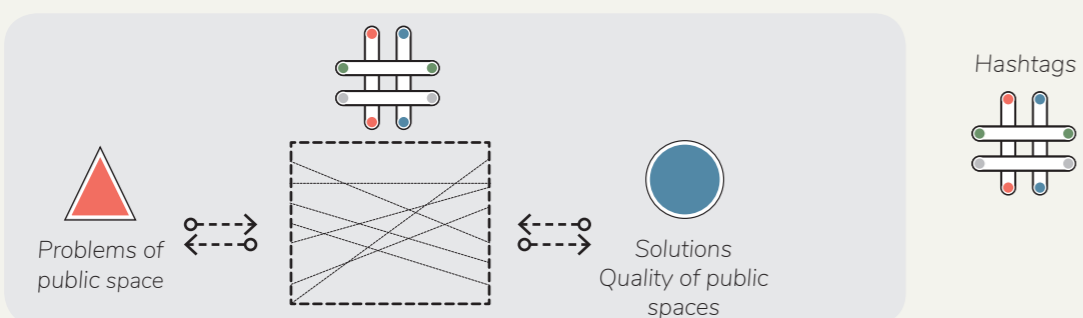 Hashtags
Problems of
public space
Solutions
Quality of public
spaces